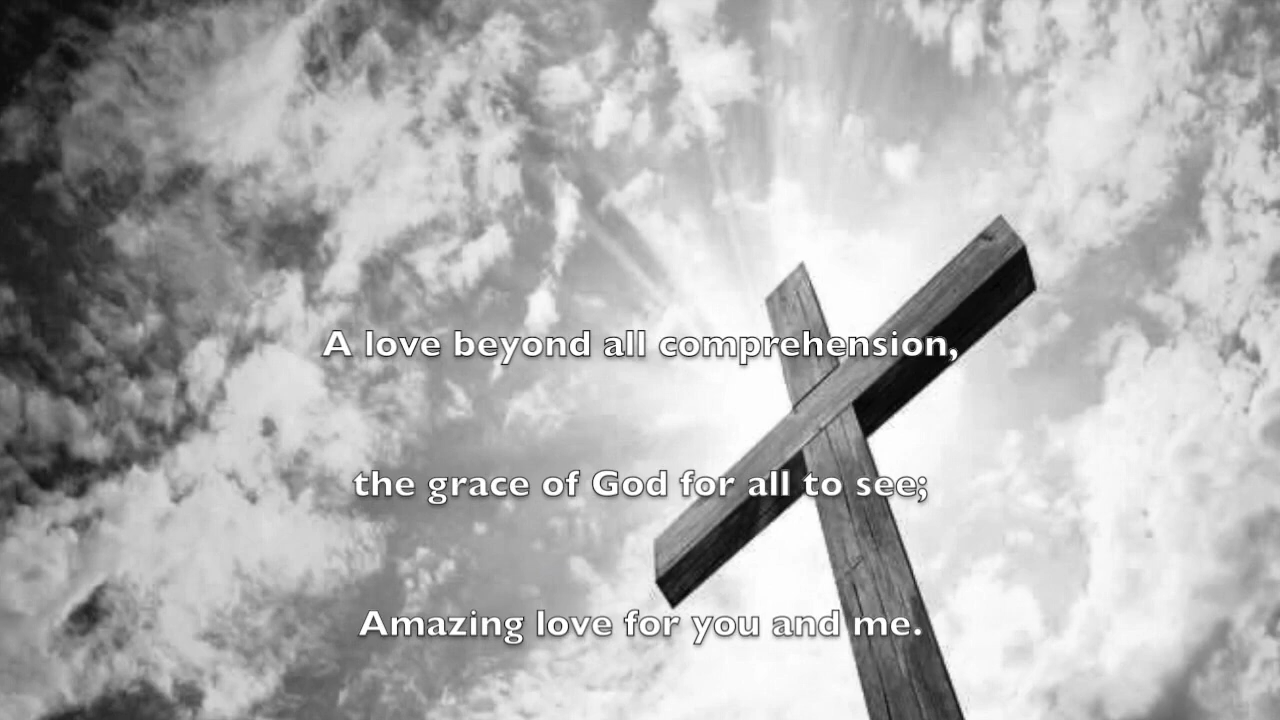 A love beyond all comprehension,
the grace of God for all to see;
Amazing love for you and me.